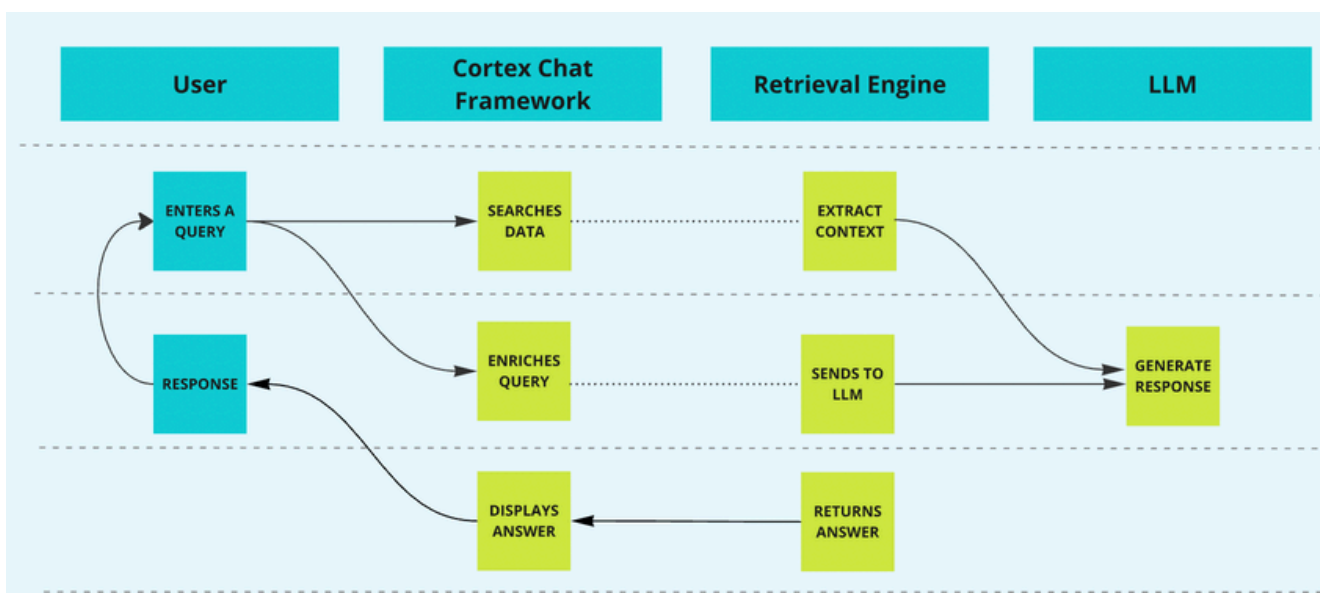 User
Cortex Chat
Framework
Retrieval Engine
LLM
ENTERS A
QUERY
SEARCHES
DATA
EXTRACT
CONTEXT
RESPONSE
ENRICHES
QUERY
SENDS TO
LLM
GENERATE
RESPONSE
DISPLAYS
ANSWER
RETURNS
ANSWER